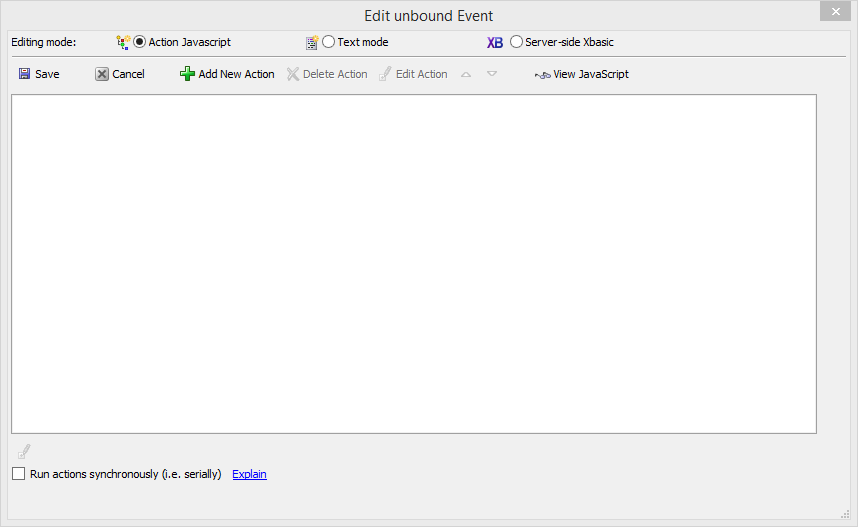 Edit unbound Event
Editing mode: Action Javascript Text mode XB Server-side Xbasic
Save Cancel Add New Action Delete Action Edit Action View JavaScript
Run actions synchronously (i.e. serially) Explain